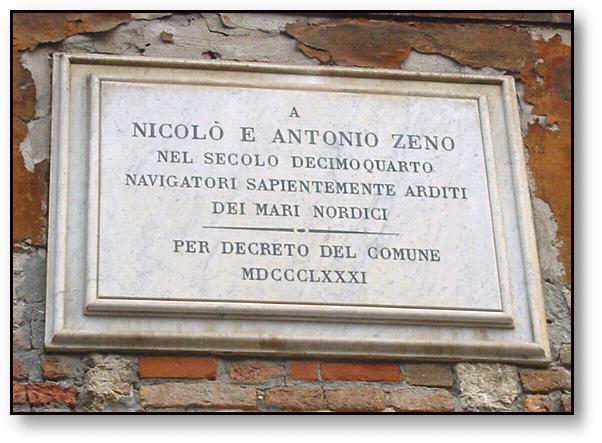 A
NICOLÒ E ANTONIO ZENO
NEL SECOLO DECIMOQUARTO
NAVIGATORI SAPIENTEMENTE ARDITI
DEI MARI NORDICI
PER DECRETO DEL COMUNE
MDCCCLXXXI